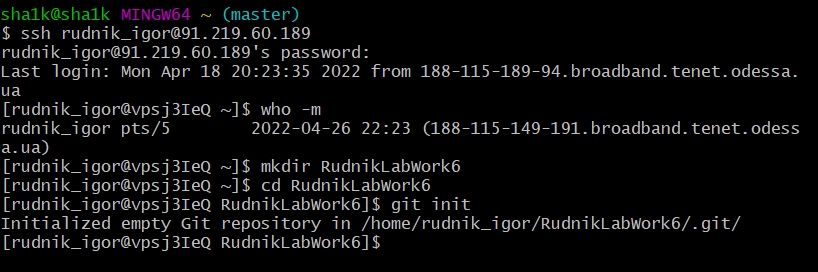 sha1k@sha1k MINGW64 ~ (master)
$ ssh rudnik_igor@91.219.60.189
rudnik_igor@91.219.60.189's password:
Last login: Mon Apr 18 20:23:35 2022 from 188-115-189-94.broadband.tenet.odessa.
ua
[rudnik_igor@vpsj3IeQ ~]$ who -m
rudnik_igor pts/5        2022-04-26 22:23 (188-115-149-191.broadband.tenet.odess
a.ua)
[rudnik_igor@vpsj3IeQ ~]$ mkdir RudnikLabWork6
[rudnik_igor@vpsj3IeQ ~]$ cd RudnikLabWork6
[rudnik_igor@vpsj3IeQ RudnikLabWork6]$ git init
Initialized empty Git repository in /home/rudnik_igor/RudnikLabWork6/.git/
[rudnik_igor@vpsj3IeQ RudnikLabWork6]$